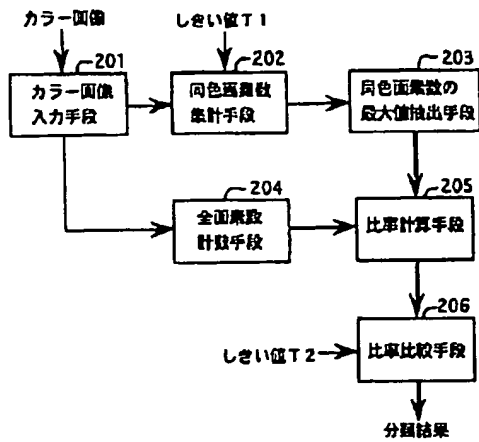 カラー画像
しきい値T1
201
202
203
カラー画像
入力手段
同色画素数
集計手段
同色画素数の
最大値抽出手段
204
205
全画素数
計数手段
比率計算手段
206
しきい値T2
比率比較手段
分類結果